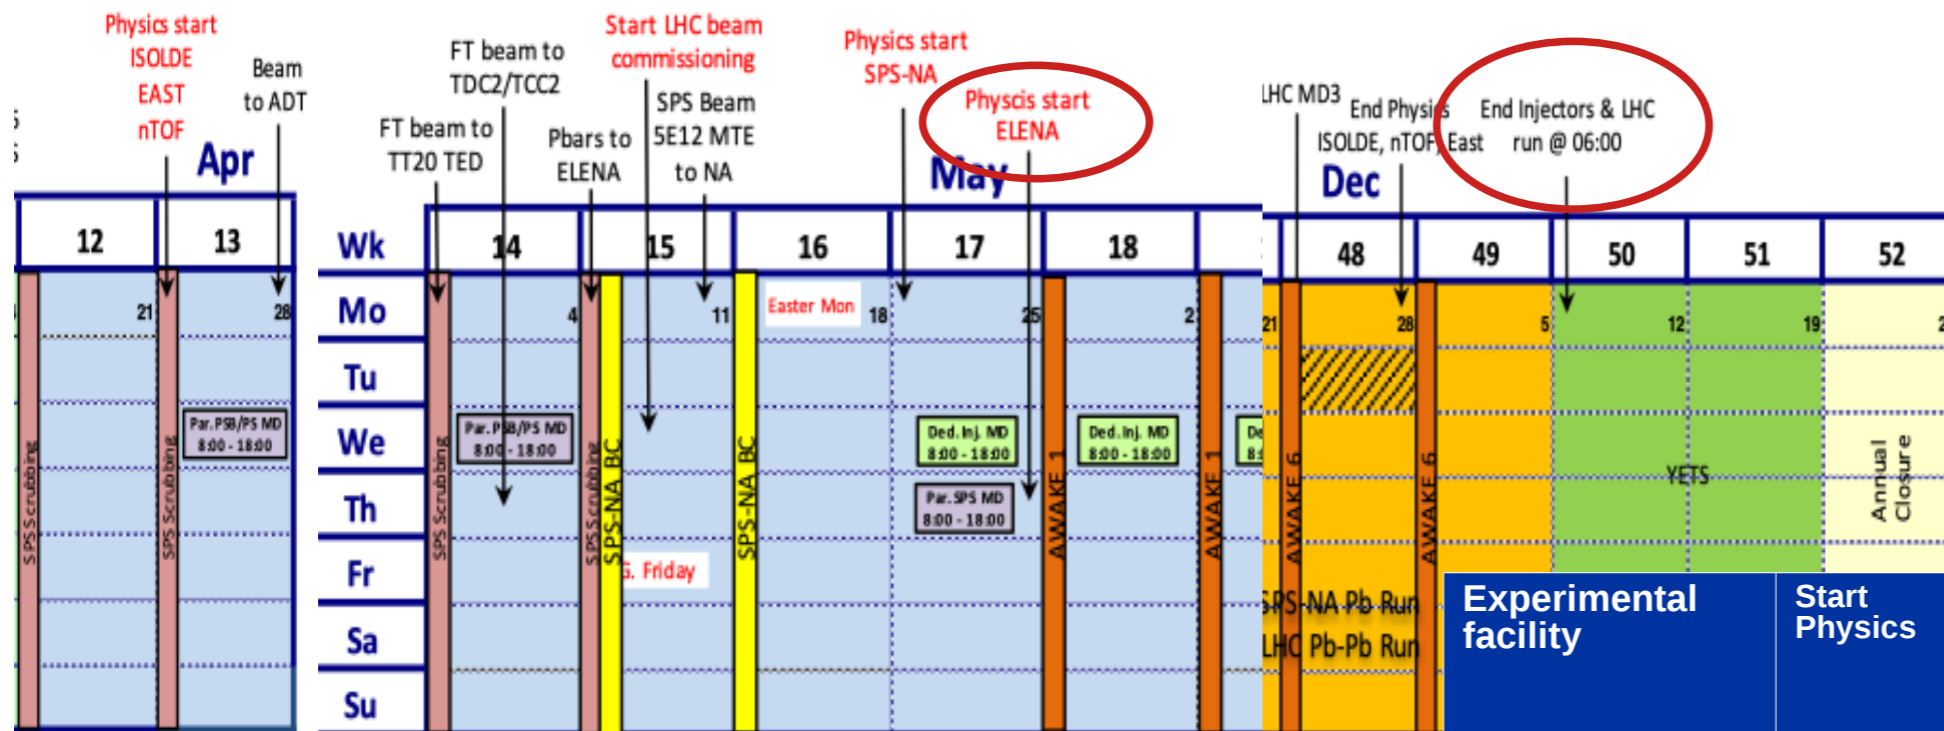 Physics start
ISOLDE
EAST
nTOF
Beam
to ADT
Apr
12
13
21
28
Par. PSB/PS MD
8:00 - 18:00
SPS Scrubbing
SPS Scrubbing
FT beam to
TDC2/TCC2
FT beam to
TT20 TED
Start LHC beam
commissioning
Pbars to
ELENA
SPS Beam
5E12 MTE
to NA
Physics start
SPS-NA
Physcis start
ELENA
May
Wk
14
15
16
17
18
Mo
4
11
Easter Mon
18
25
2
Tu
We
Par. PSB/PS MD
8:00 - 18:00
Ded. Inj. MD
8:00 - 18:00
Ded. Inj. MD
8:00 - 18:00
De
8:
Th
Par. SPS MD
8:00 - 18:00
Fr
G. Friday
Sa
Su
SPS Scrubbing
SPS Scrubbing
SPS-NA BC
SPS-NA BC
AWAKE 1
AWAKE 1
LHC MD3
End Physics
ISOLDE, nTOF, East
End Injectors & LHC
run @ 06:00
Dec
48
49
50
51
52
21
28
5
12
19
2
AWAKE 6
AWAKE 6
YETS
Annual
Closure
SPS-NA Pb Run
LHC Pb-Pb Run
Experimental
facility
Start
Physics